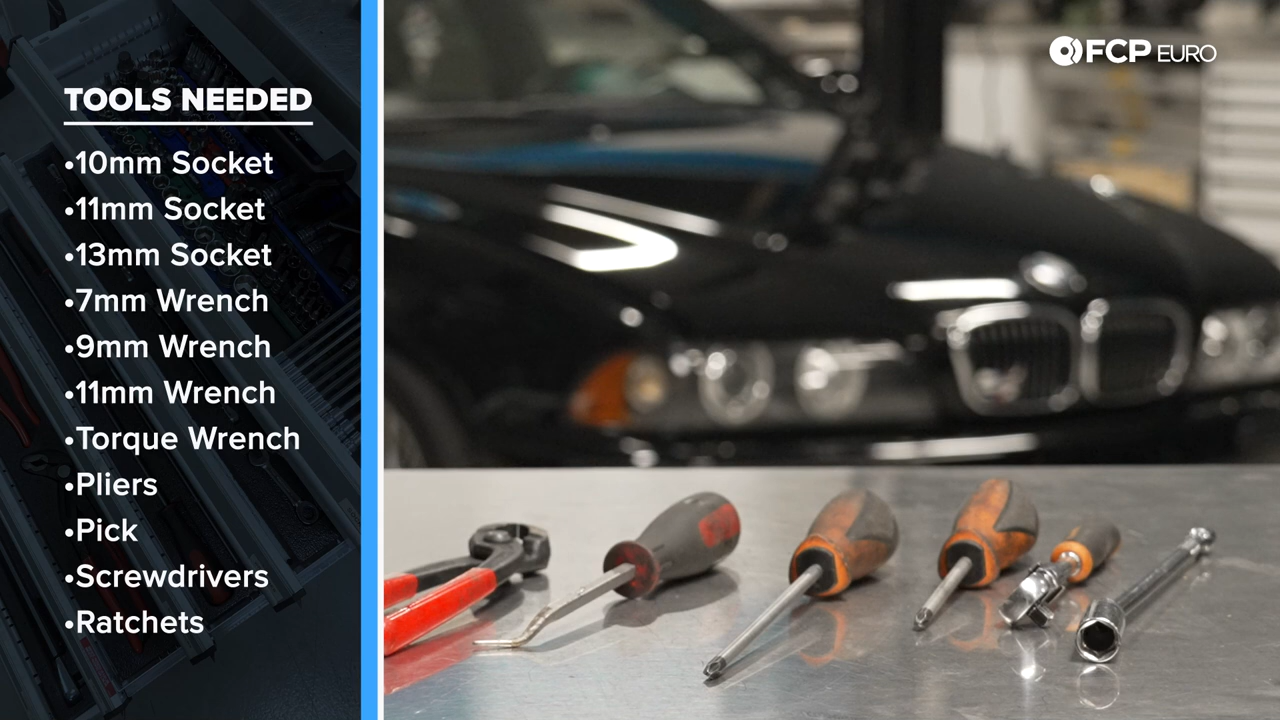 TOOLS NEEDED
•10mm Socket
•11mm Socket
•13mm Socket
•7mm Wrench
•9mm Wrench
•11mm Wrench
•Torque Wrench
•Pliers
•Pick
•Screwdrivers
•Ratchets
FCP EURO